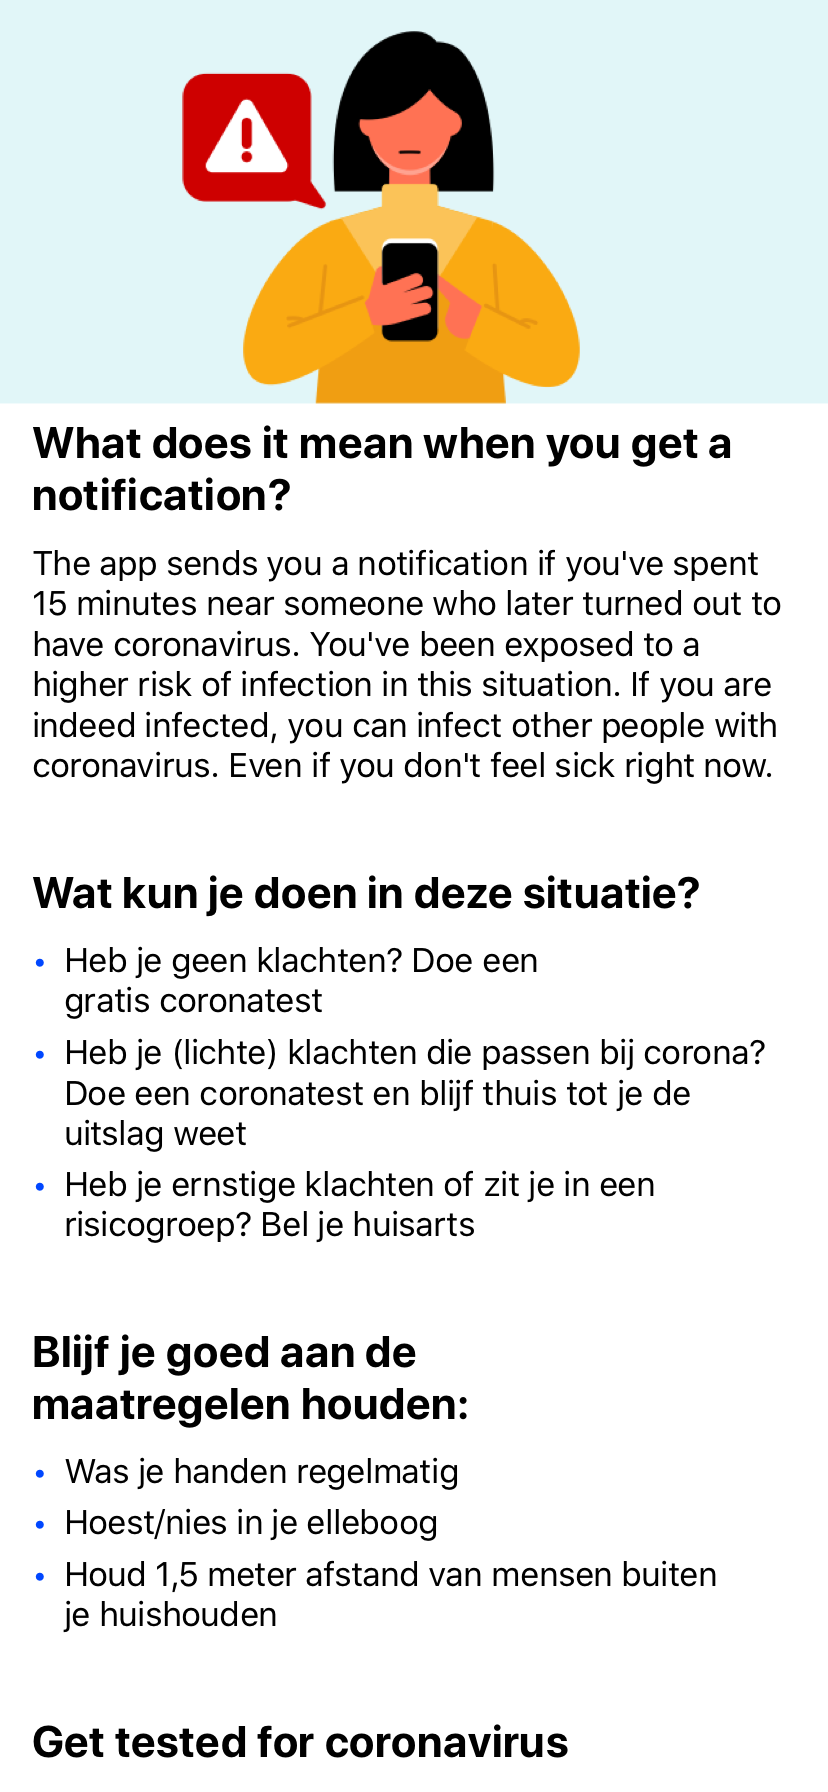 What does it mean when you get a
notification?
The app sends you a notification if you've spent
15 minutes near someone who later turned out to
have coronavirus. You've been exposed to a
higher risk of infection in this situation. If you are
indeed infected, you can infect other people with
coronavirus. Even if you don't feel sick right now.
Wat kun je doen in deze situatie?
• Heb je geen klachten? Doe een
gratis coronatest
• Heb je (lichte) klachten die passen bij corona?
Doe een coronatest en blijf thuis tot je de
uitslag weet
• Heb je ernstige klachten of zit je in een
risicogroep? Bel je huisarts
Blijf je goed aan de
maatregelen houden:
• Was je handen regelmatig
• Hoest/nies in je elleboog
• Houd 1,5 meter afstand van mensen buiten
je huishouden
Get tested for coronavirus